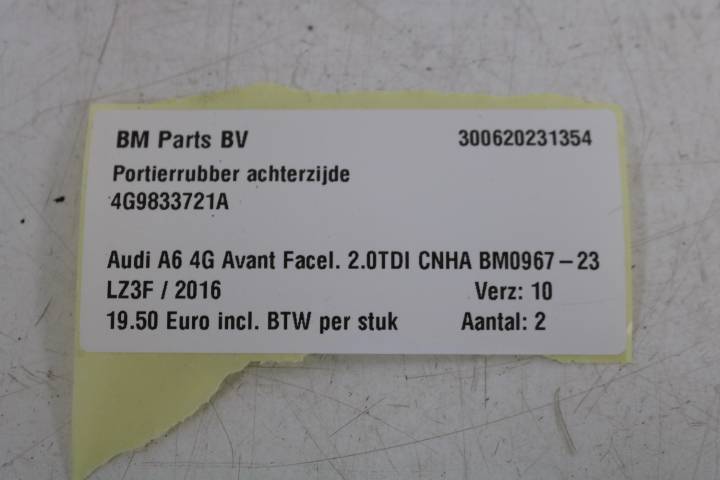 BM Parts BV 300620231354
Portierrubber achterzijde
4G9833721A
Audi A6 4G Avant Facel. 2.0TDI CNHA BM0967-23
LZ3F / 2016 Verz: 10
19.50 Euro incl. BTW per stuk Aantal: 2